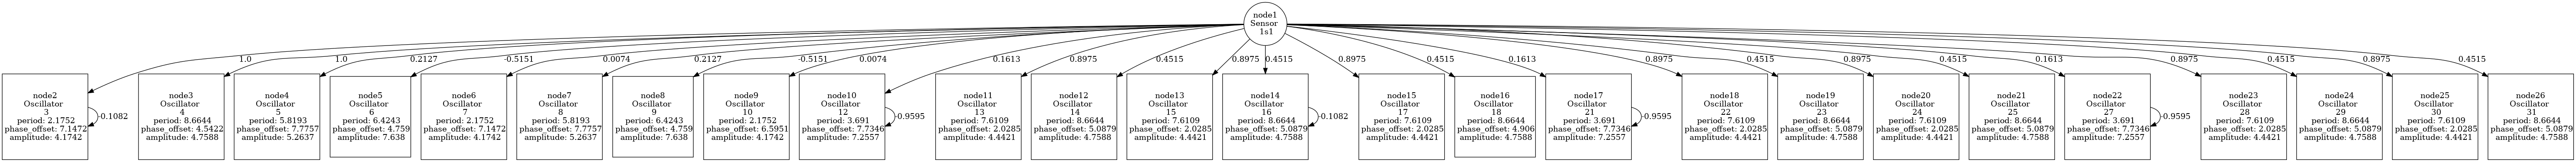 node1
Sensor
1s1
1.0
1.0
0.2127
-0.5151
0.0074
0.2127
-0.5151
0.0074
0.1613
0.8975
0.4515
0.8975
0.4515
0.8975
0.4515
0.1613
0.8975
0.4515
0.8975
0.4515
0.1613
0.8975
0.4515
0.8975
0.4515
node2
Oscillator
3
period: 2.1752
phase_offset: 7.1472
amplitude: 4.1742
-0.1082
node3
Oscillator
4
period: 8.6644
phase_offset: 4.5422
amplitude: 4.7588
node4
Oscillator
5
period: 5.8193
phase_offset: 7.7757
amplitude: 5.2637
node5
Oscillator
6
period: 6.4243
phase_offset: 4.759
amplitude: 7.638
node6
Oscillator
7
period: 2.1752
phase_offset: 7.1472
amplitude: 4.1742
node7
Oscillator
8
period: 5.8193
phase_offset: 7.7757
amplitude: 5.2637
node8
Oscillator
9
period: 6.4243
phase_offset: 4.759
amplitude: 7.638
node9
Oscillator
10
period: 2.1752
phase_offset: 6.5951
amplitude: 4.1742
node10
Oscillator
12
period: 3.691
phase_offset: 7.7346
amplitude: 7.2557
-0.9595
node11
Oscillator
13
period: 7.6109
phase_offset: 2.0285
amplitude: 4.4421
node12
Oscillator
14
period: 8.6644
phase_offset: 5.0879
amplitude: 4.7588
node13
Oscillator
15
period: 7.6109
phase_offset: 2.0285
amplitude: 4.4421
node14
Oscillator
16
period: 8.6644
phase_offset: 5.0879
amplitude: 4.7588
-0.1082
node15
Oscillator
17
period: 7.6109
phase_offset: 2.0285
amplitude: 4.4421
node16
Oscillator
18
period: 8.6644
phase_offset: 4.906
amplitude: 4.7588
node17
Oscillator
21
period: 3.691
phase_offset: 7.7346
amplitude: 7.2557
-0.9595
node18
Oscillator
22
period: 7.6109
phase_offset: 2.0285
amplitude: 4.4421
node19
Oscillator
23
period: 8.6644
phase_offset: 5.0879
amplitude: 4.7588
node20
Oscillator
24
period: 7.6109
phase_offset: 2.0285
amplitude: 4.4421
node21
Oscillator
25
period: 8.6644
phase_offset: 5.0879
amplitude: 4.7588
node22
Oscillator
27
period: 3.691
phase_offset: 7.7346
amplitude: 7.2557
-0.9595
node23
Oscillator
28
period: 7.6109
phase_offset: 2.0285
amplitude: 4.4421
node24
Oscillator
29
period: 8.6644
phase_offset: 5.0879
amplitude: 4.7588
node25
Oscillator
30
period: 7.6109
phase_offset: 2.0285
amplitude: 4.4421
node26
Oscillator
31
period: 8.6644
phase_offset: 5.0879
amplitude: 4.7588